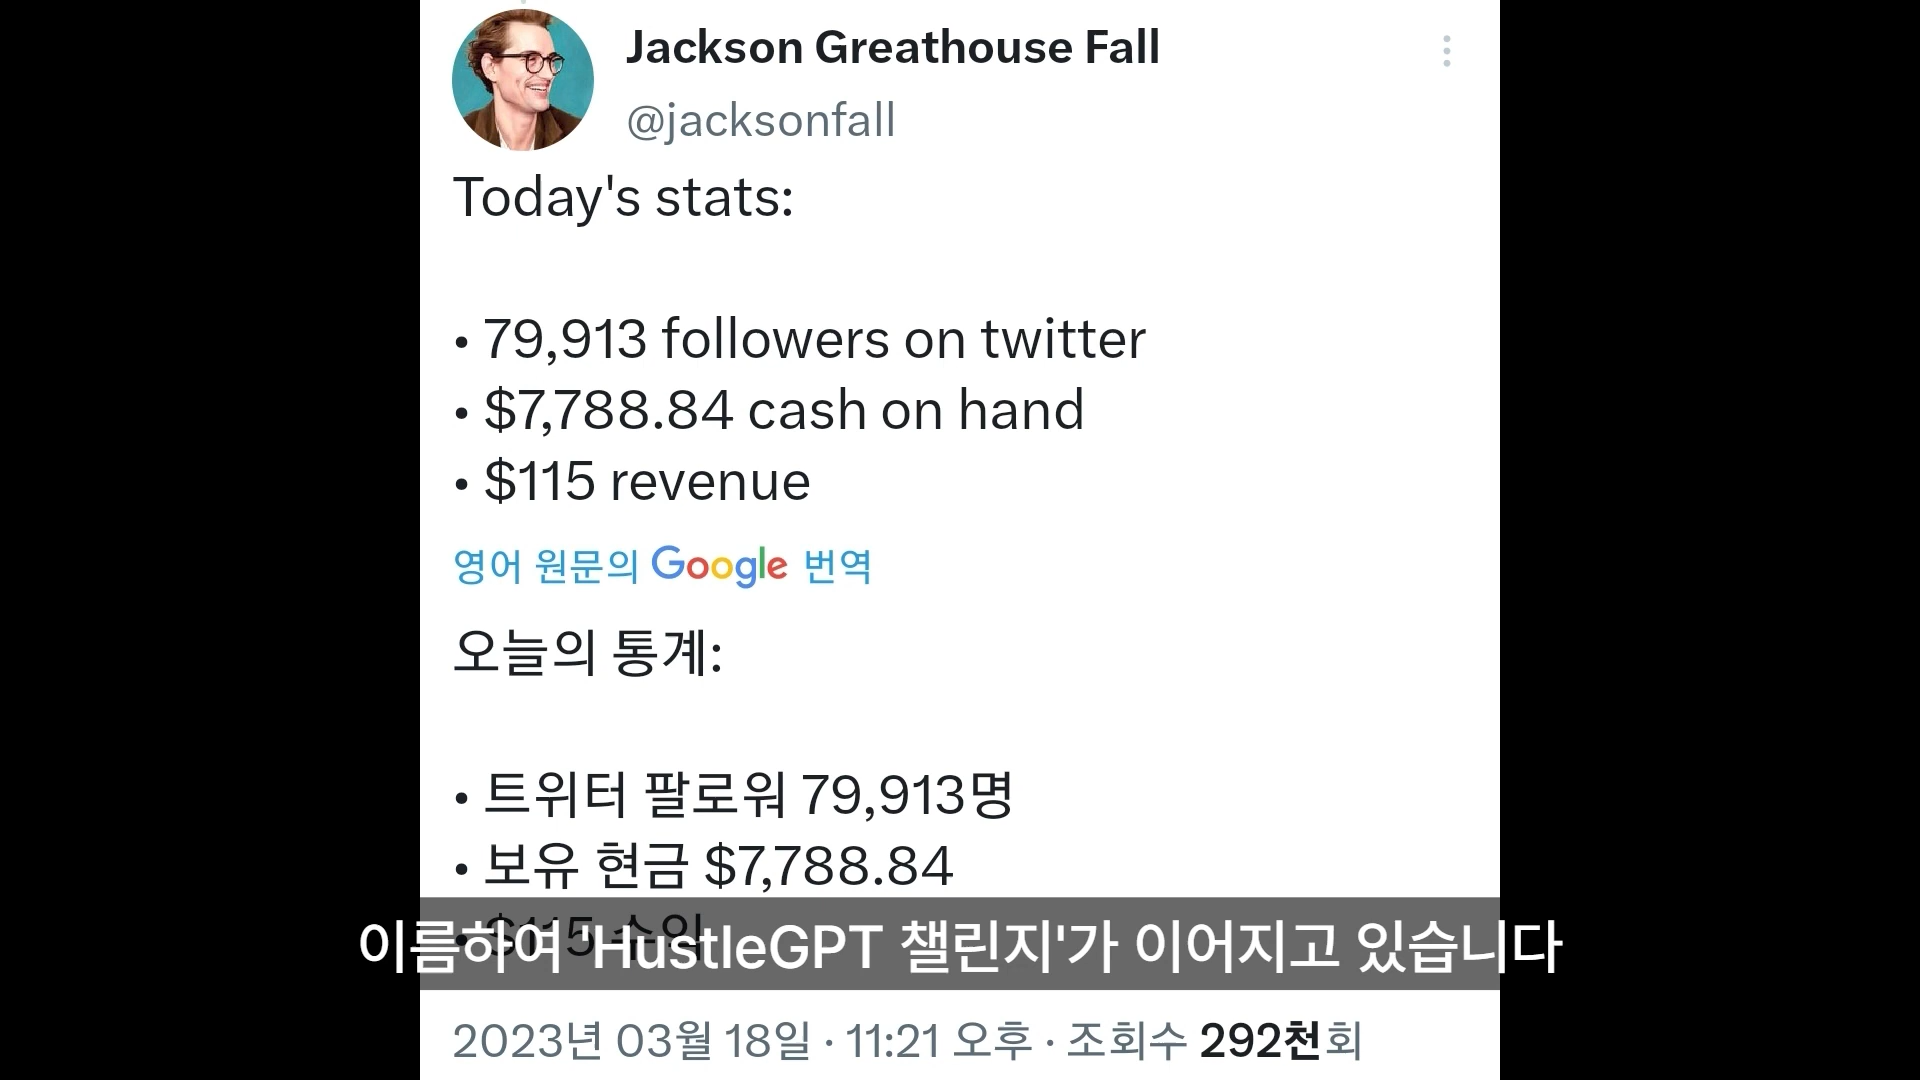 Jackson Greathouse Fall
@jacksonfall
Today's stats:
• 79,913 followers on twitter
• $7,788.84 cash on hand
• $115 revenue
영어 원문의 Google 번역
오늘의 통계:
• 트위터 팔로워 79,913명
• 보유 현금 $7,788.84
• $115 수익
이름하여 'HustleGPT 챌린지'가 이어지고 있습니다
2023년 03월 18일 · 11:21 오후 · 조회수 292천회